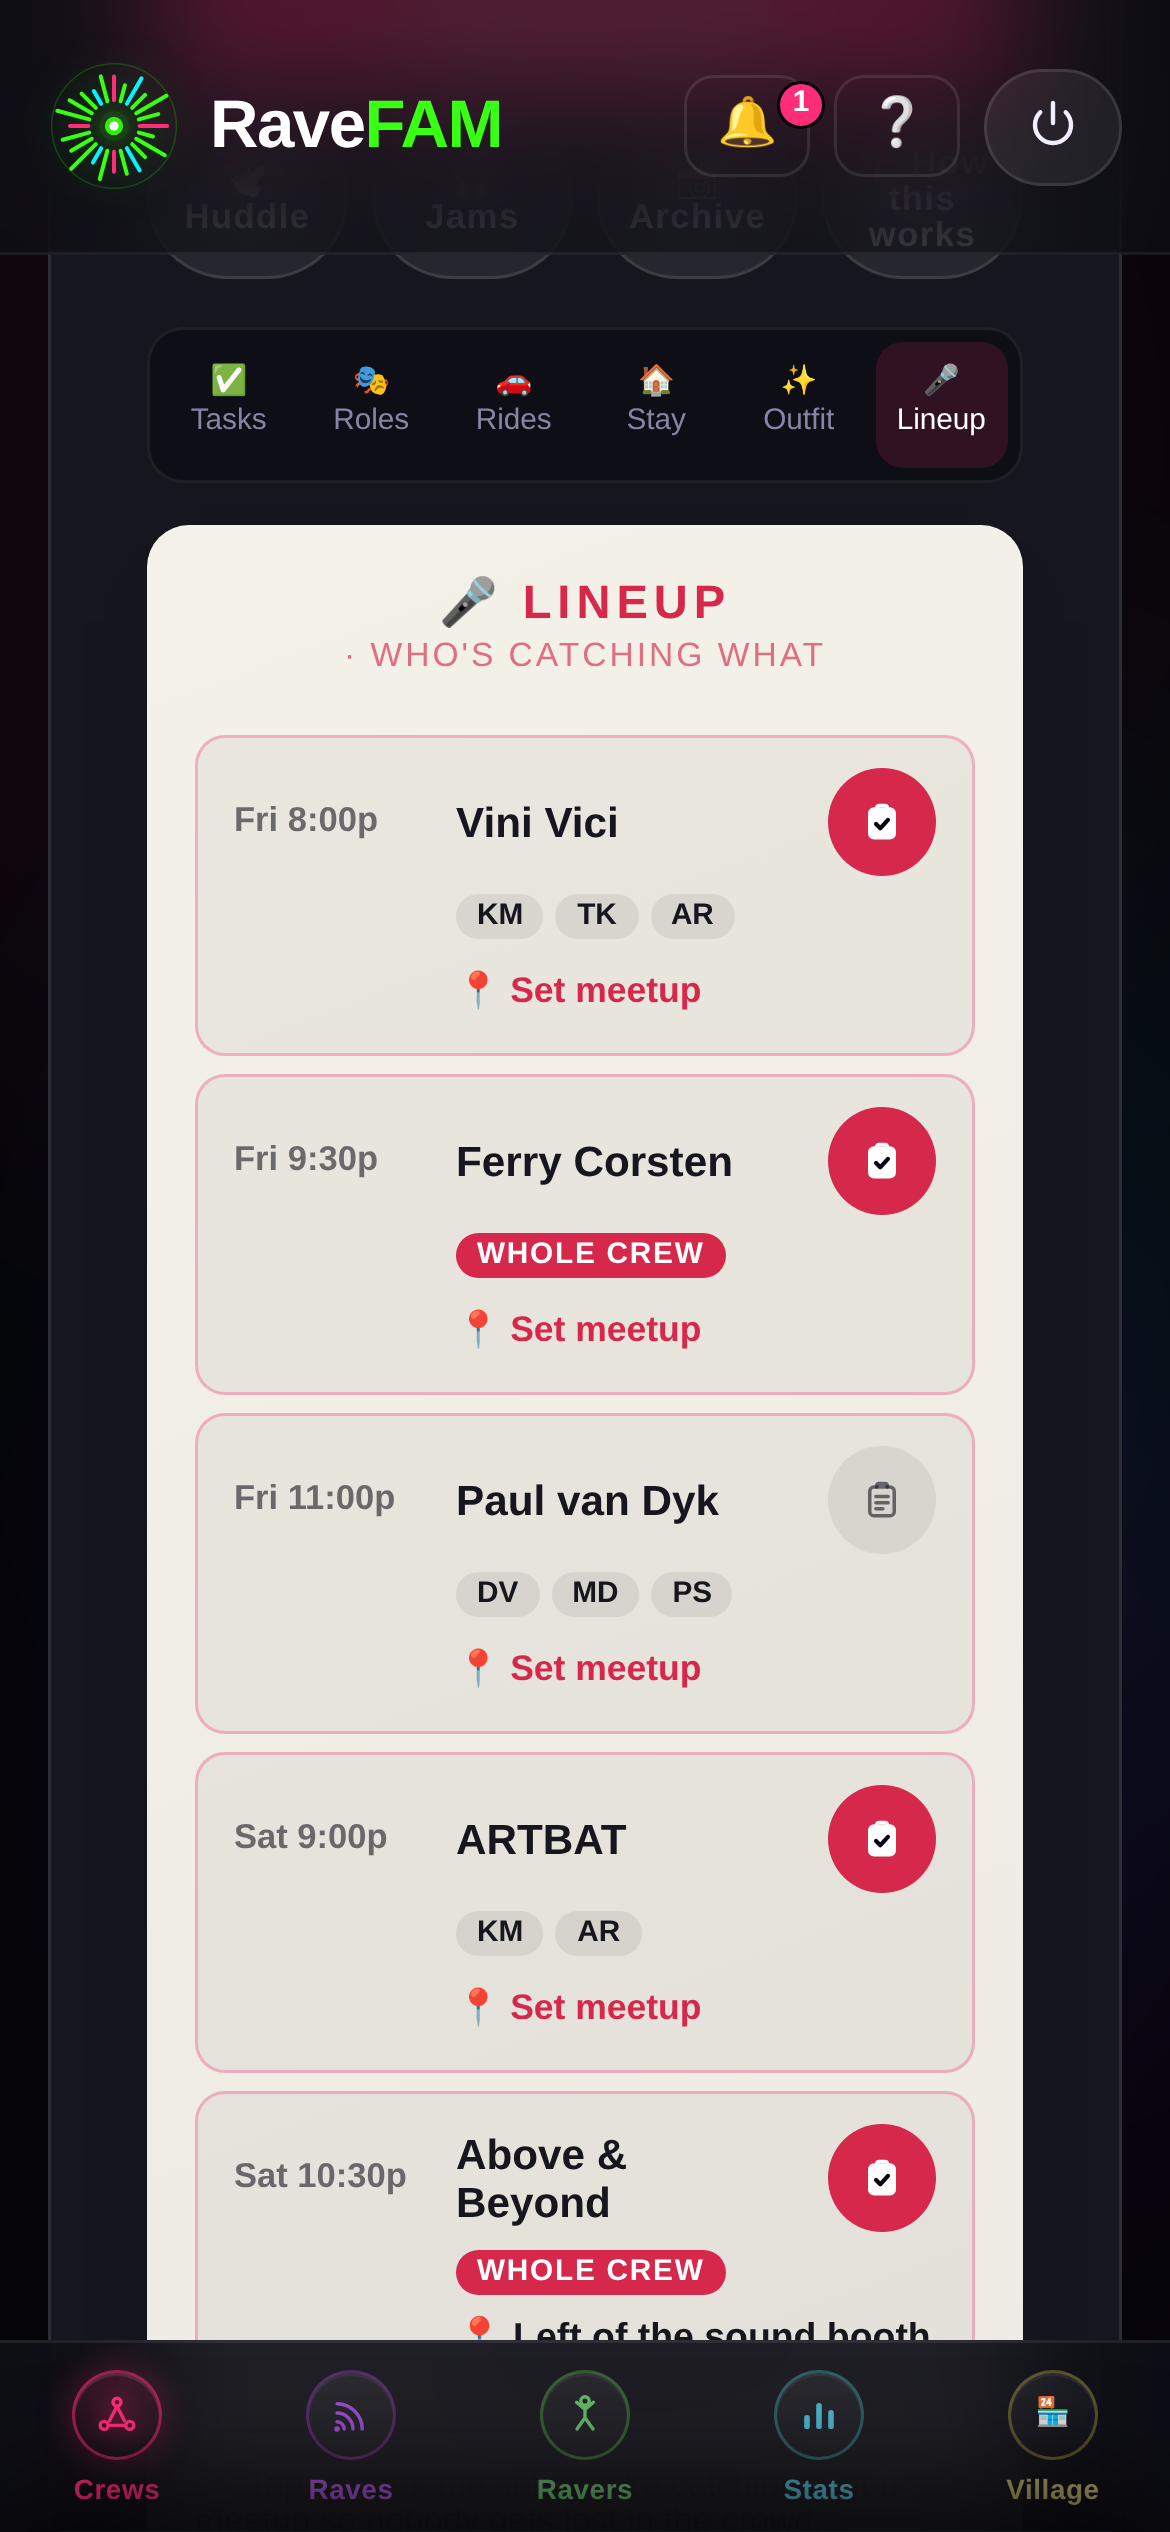 RaveFAM
1
Huddle
Jams
Archive
How
this
works
Tasks
Roles
Rides
Stay
Outfit
Lineup
LINEUP
· WHO'S CATCHING WHAT
Fri 8:00p
Vini Vici
KM TK AR
Set meetup
Fri 9:30p
Ferry Corsten
WHOLE CREW
Set meetup
Fri 11:00p
Paul van Dyk
DV MD PS
Set meetup
Sat 9:00p
ARTBAT
KM AR
Set meetup
Sat 10:30p
Above &
Beyond
WHOLE CREW
Left of the sound booth
Crews
Raves
Ravers
Stats
Village